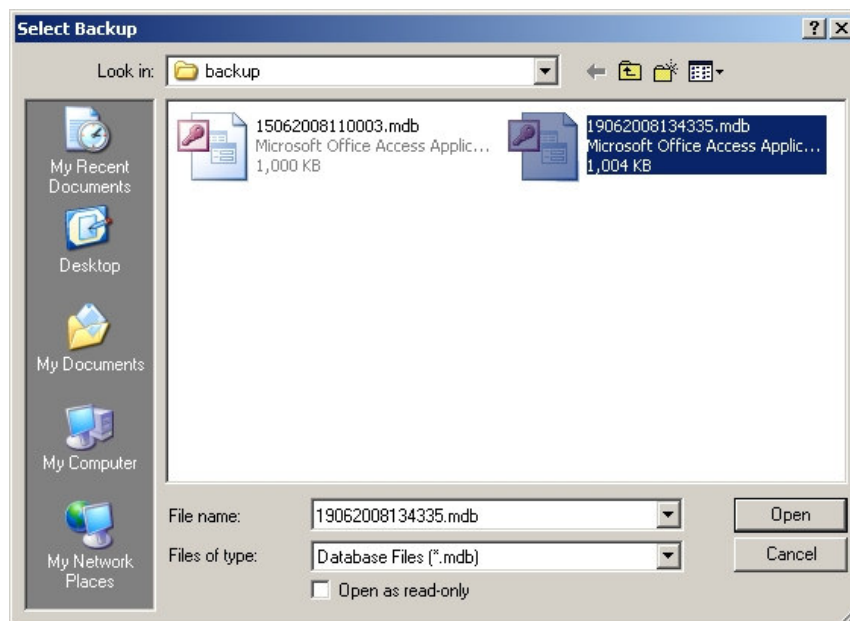 Select Backup
Look in:
backup
My Recent
Documents
Desktop
My Documents
My Computer
My Network
Places
15062008110003.mdb
Microsoft Office Access Applic...
1,000 KB
19062008134335.mdb
Microsoft Office Access Applic...
1,004 KB
File name:
19062008134335.mdb
Open
Files of type:
Database Files (*.mdb)
Cancel
Open as read-only